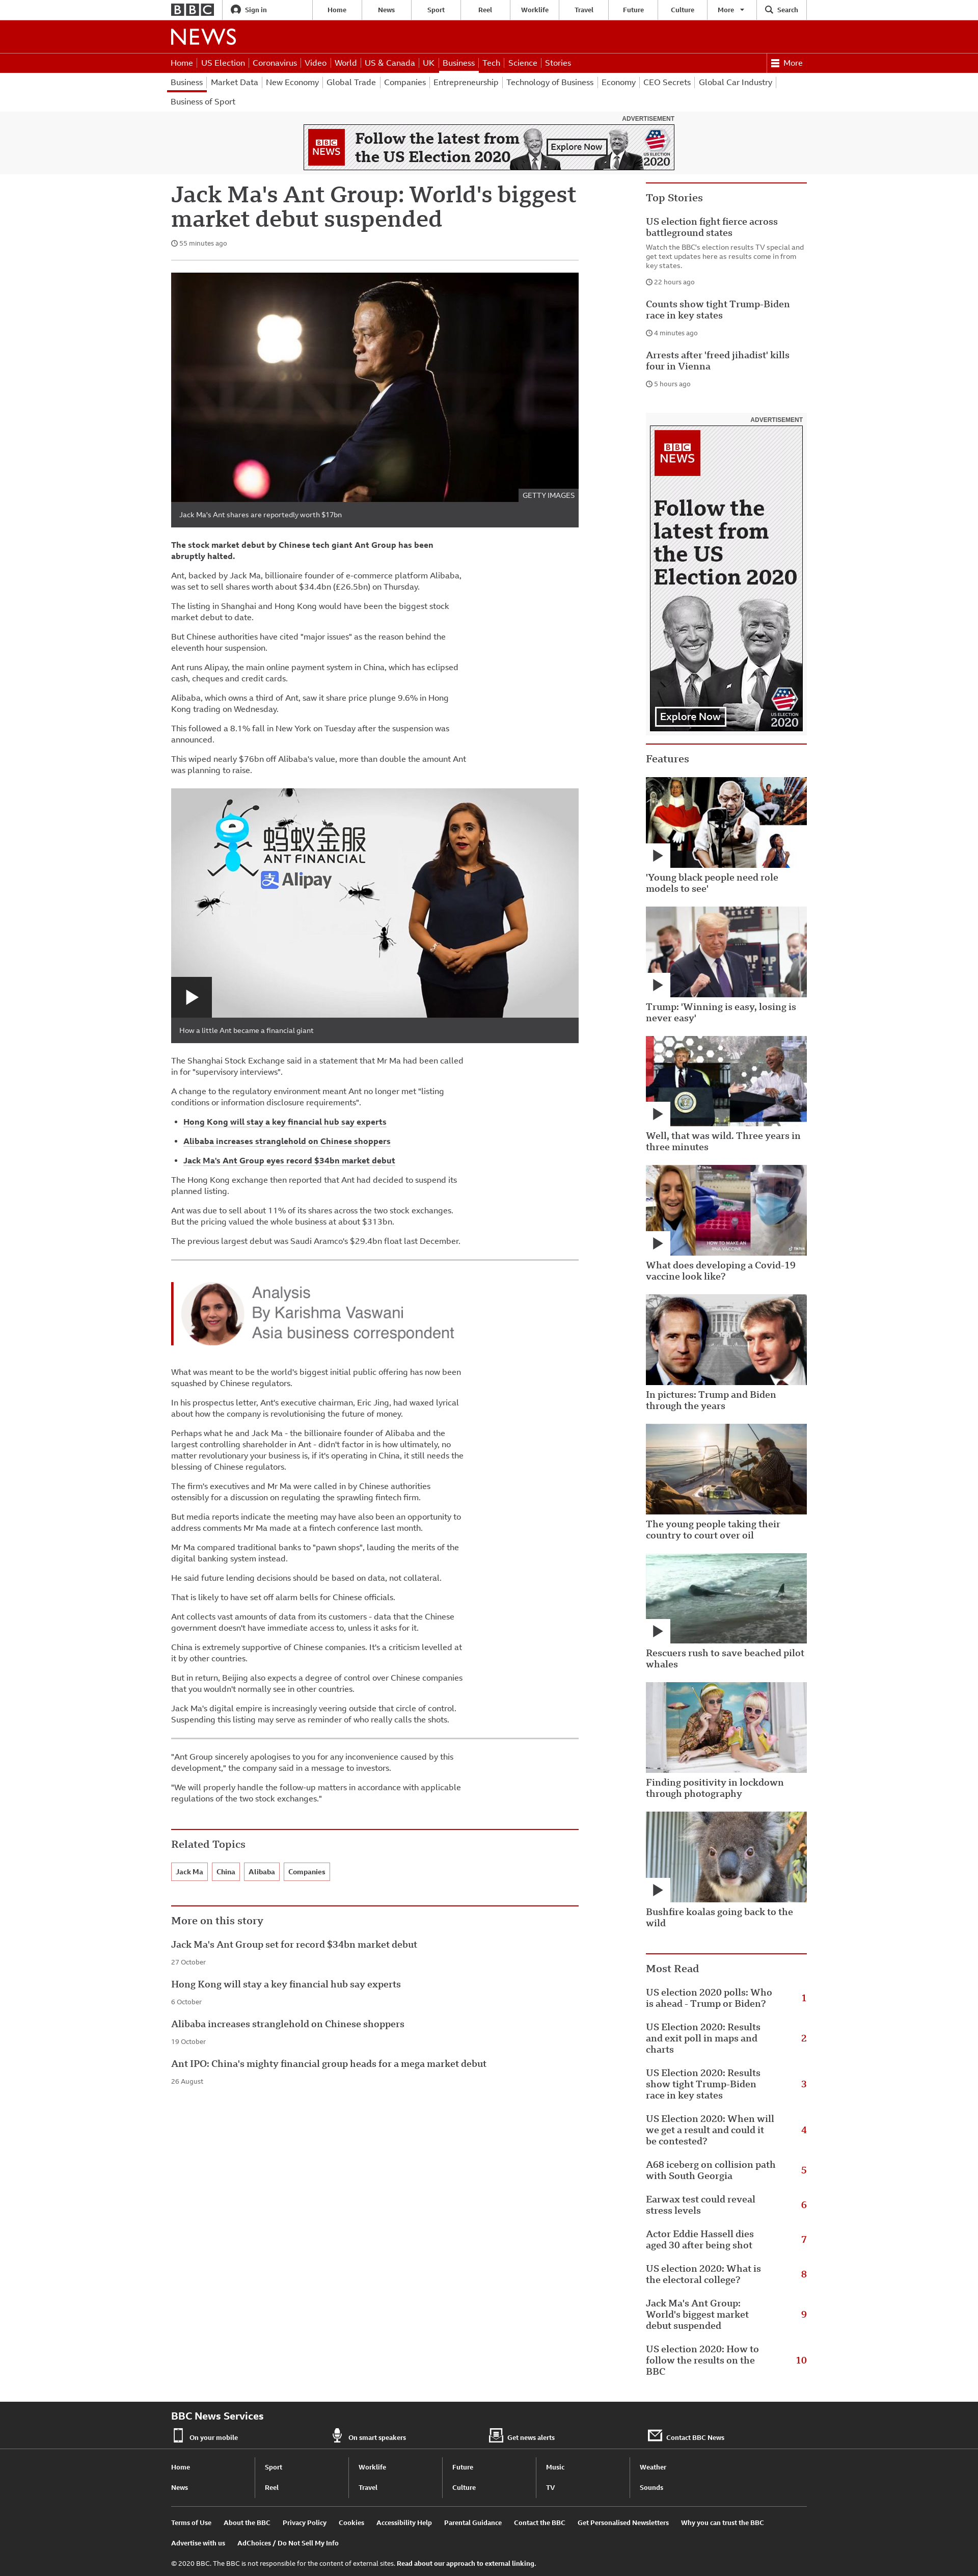 BBC
Sign in
Home
News
Sport
Reel
Worklife
Travel
Future
Culture
More
Search
NEWS
Home
US Election
Coronavirus
Video
World
US & Canada
UK
Business
Tech
Science
Stories
More
Business
Market Data
New Economy
Global Trade
Companies
Entrepreneurship
Technology of Business
Economy
CEO Secrets
Global Car Industry
Business of Sport
ADVERTISEMENT
BBC
NEWS
Follow the latest from
the US Election 2020
Explore Now
US ELECTION
2020
Jack Ma's Ant Group: World's biggest
market debut suspended
55 minutes ago
GETTY IMAGES
Jack Ma's Ant shares are reportedly worth $17bn
The stock market debut by Chinese tech giant Ant Group has been
abruptly halted.
Ant, backed by Jack Ma, billionaire founder of e-commerce platform Alibaba,
was set to sell shares worth about $34.4bn (£26.5bn) on Thursday.
The listing in Shanghai and Hong Kong would have been the biggest stock
market debut to date.
But Chinese authorities have cited "major issues" as the reason behind the
eleventh hour suspension.
Ant runs Alipay, the main online payment system in China, which has eclipsed
cash, cheques and credit cards.
Alibaba, which owns a third of Ant, saw it share price plunge 9.6% in Hong
Kong trading on Wednesday.
This followed a 8.1% fall in New York on Tuesday after the suspension was
announced.
This wiped nearly $76bn off Alibaba's value, more than double the amount Ant
was planning to raise.
蚂蚁金服
ANT FINANCIAL
支 Alipay
How a little Ant became a financial giant
The Shanghai Stock Exchange said in a statement that Mr Ma had been called
in for "supervisory interviews".
A change to the regulatory environment meant Ant no longer met "listing
conditions or information disclosure requirements".
Hong Kong will stay a key financial hub say experts
Alibaba increases stranglehold on Chinese shoppers
Jack Ma's Ant Group eyes record $34bn market debut
The Hong Kong exchange then reported that Ant had decided to suspend its
planned listing.
Ant was due to sell about 11% of its shares across the two stock exchanges.
But the pricing valued the whole business at about $313bn.
The previous largest debut was Saudi Aramco's $29.4bn float last December.
Analysis
By Karishma Vaswani
Asia business correspondent
What was meant to be the world's biggest initial public offering has now been
squashed by Chinese regulators.
In his prospectus letter, Ant's executive chairman, Eric Jing, had waxed lyrical
about how the company is revolutionising the future of money.
Perhaps what he and Jack Ma - the billionaire founder of Alibaba and the
largest controlling shareholder in Ant - didn't factor in is how ultimately, no
matter revolutionary your business is, if it's operating in China, it still needs the
blessing of Chinese regulators.
The firm's executives and Mr Ma were called in by Chinese authorities
ostensibly for a discussion on regulating the sprawling fintech firm.
But media reports indicate the meeting may have also been an opportunity to
address comments Mr Ma made at a fintech conference last month.
Mr Ma compared traditional banks to "pawn shops", lauding the merits of the
digital banking system instead.
He said future lending decisions should be based on data, not collateral.
That is likely to have set off alarm bells for Chinese officials.
Ant collects vast amounts of data from its customers - data that the Chinese
government doesn't have immediate access to, unless it asks for it.
China is extremely supportive of Chinese companies. It's a criticism levelled at
it by other countries.
But in return, Beijing also expects a degree of control over Chinese companies
that you wouldn't normally see in other countries.
Jack Ma's digital empire is increasingly veering outside that circle of control.
Suspending this listing may serve as reminder of who really calls the shots.
"Ant Group sincerely apologises to you for any inconvenience caused by this
development," the company said in a message to investors.
"We will properly handle the follow-up matters in accordance with applicable
regulations of the two stock exchanges."
Related Topics
Jack Ma
China
Alibaba
Companies
More on this story
Jack Ma's Ant Group set for record $34bn market debut
27 October
Hong Kong will stay a key financial hub say experts
6 October
Alibaba increases stranglehold on Chinese shoppers
19 October
Ant IPO: China's mighty financial group heads for a mega market debut
26 August
Top Stories
US election fight fierce across
battleground states
Watch the BBC's election results TV special and
get text updates here as results come in from
key states.
22 hours ago
Counts show tight Trump-Biden
race in key states
4 minutes ago
Arrests after 'freed jihadist' kills
four in Vienna
5 hours ago
ADVERTISEMENT
BBC
NEWS
Follow the
latest from
the US
Election 2020
Explore Now
US ELECTION
2020
Features
'Young black people need role
models to see'
Trump: 'Winning is easy, losing is
never easy'
Well, that was wild. Three years in
three minutes
HOW TO MAKE AN
RNA VACCINE
TikTok
What does developing a Covid-19
vaccine look like?
In pictures: Trump and Biden
through the years
The young people taking their
country to court over oil
Rescuers rush to save beached pilot
whales
Finding positivity in lockdown
through photography
Bushfire koalas going back to the
wild
Most Read
US election 2020 polls: Who
is ahead - Trump or Biden?
1
US Election 2020: Results
and exit poll in maps and
charts
2
US Election 2020: Results
show tight Trump-Biden
race in key states
3
US Election 2020: When will
we get a result and could it
be contested?
4
A68 iceberg on collision path
with South Georgia
5
Earwax test could reveal
stress levels
6
Actor Eddie Hassell dies
aged 30 after being shot
7
US election 2020: What is
the electoral college?
8
Jack Ma's Ant Group:
World's biggest market
debut suspended
9
US election 2020: How to
follow the results on the
BBC
10
BBC News Services
On your mobile
On smart speakers
Get news alerts
Contact BBC News
Home
Sport
Worklife
Future
Music
Weather
News
Reel
Travel
Culture
TV
Sounds
Terms of Use
About the BBC
Privacy Policy
Cookies
Accessibility Help
Parental Guidance
Contact the BBC
Get Personalised Newsletters
Why you can trust the BBC
Advertise with us
AdChoices / Do Not Sell My Info
© 2020 BBC. The BBC is not responsible for the content of external sites. Read about our approach to external linking.